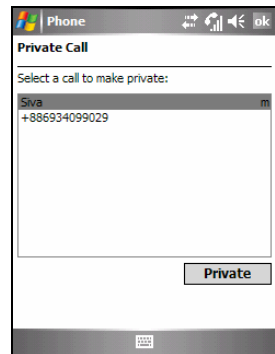 Phone ok
Private Call
Select a call to make private:
Siva m
+886934099029
Private